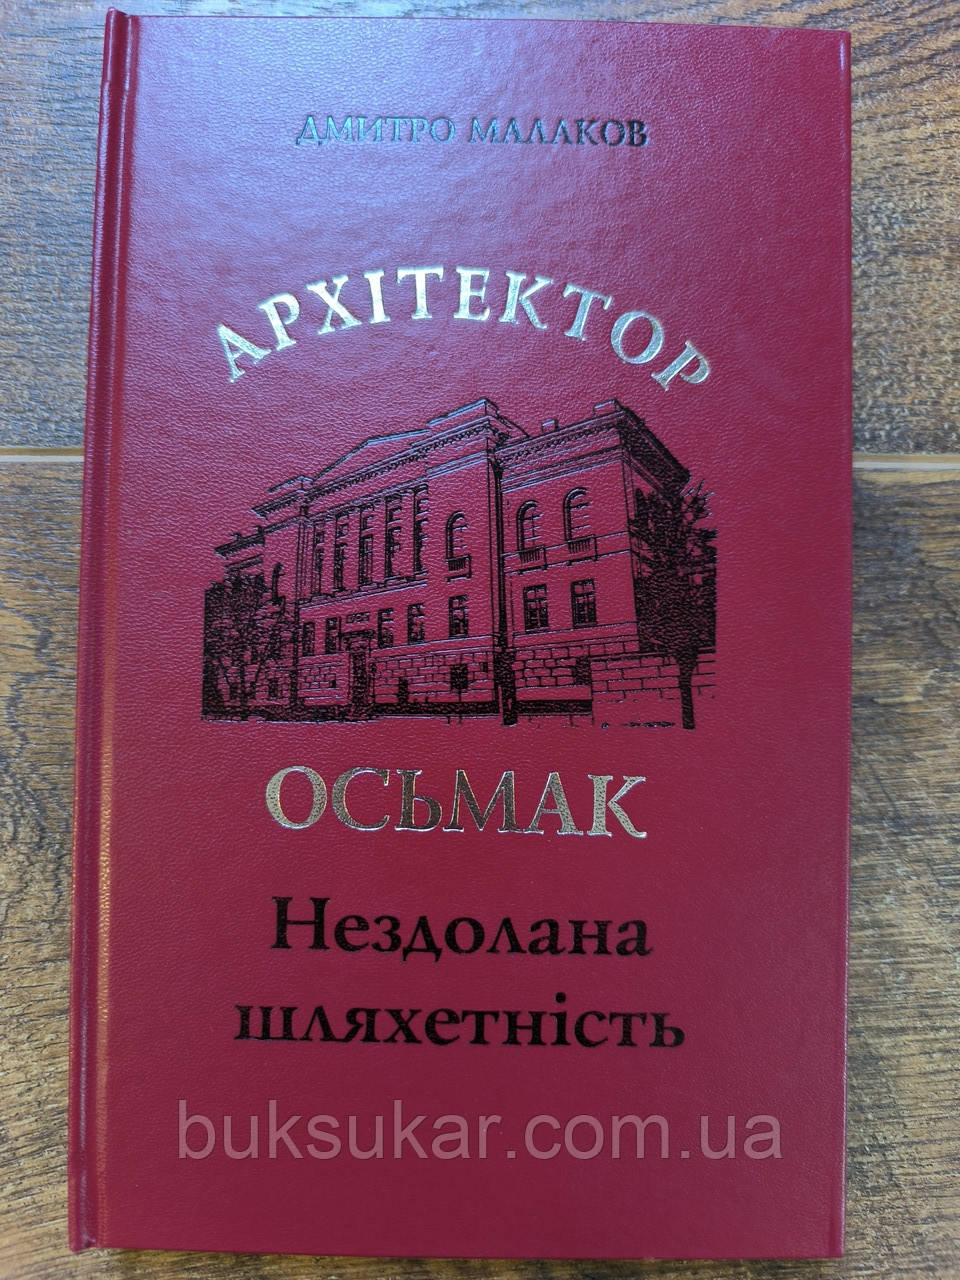 ДМИТРО МАЛАКОВ
АРХІТЕКТОР
ОСЬМАК
Нездолана
шляхетність
buksukar.com.ua